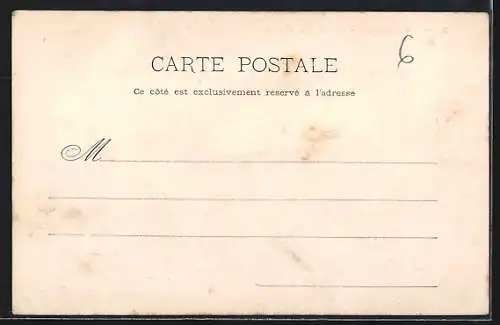 6
CARTE POSTALE
Ce côté est exclusivement reservé à l'adresse
M